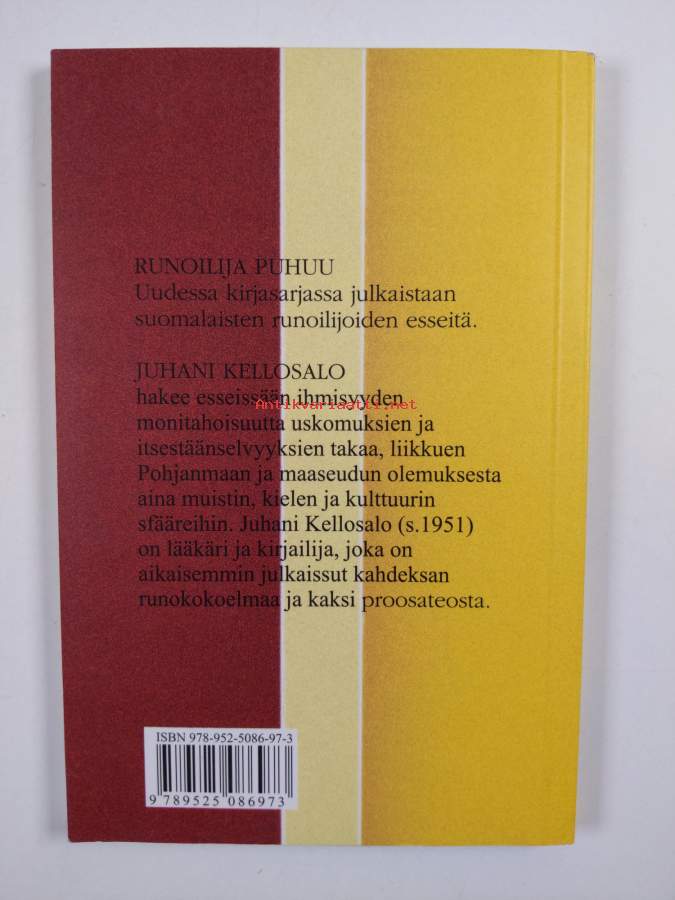 RUNOILIJA PUHUU
Uudessa kirjasarjassa julkaistaan
suomalaisten runoilijoiden esseitä.
JUHANI KELLOSALO
hakee esseissään ihmisyyden
Antikvariaatti.net
monitahoisuutta uskomuksien ja
itsestäänselvyyksien takaa, liikkuen
Pohjanmaan ja maaseudun olemuksesta
aina muistin, kielen ja kulttuurin
sfääreihin. Juhani Kellosalo (s.1951)
on lääkäri ja kirjailija, joka on
aikaisemmin julkaissut kahdeksan
runokokoelmaa ja kaksi proosateosta.
ISBN 978-952-5086-97-3
9 789525 086973